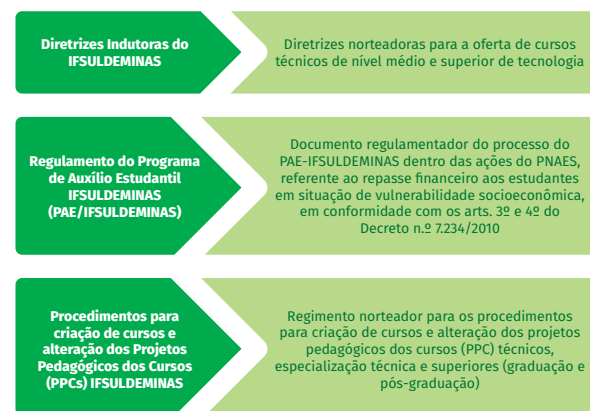 Diretrizes Indutoras do
IFSULDEMINAS
Diretrizes norteadoras para a oferta de cursos
técnicos de nível médio e superior de tecnologia
Regulamento do Programa
de Auxílio Estudantil
IFSULDEMINAS
(PAE/IFSULDEMINAS)
Documento regulamentador do processo do
PAE-IFSULDEMINAS dentro das ações do PNAES,
referente ao repasse financeiro aos estudantes
em situação de vulnerabilidade socioeconômica,
em conformidade com os arts. 3º e 4º do
Decreto n.º 7.234/2010
Procedimentos para
criação de cursos e
alteração dos Projetos
Pedagógicos dos Cursos
(PPCs) IFSULDEMINAS
Regimento norteador para os procedimentos
para criação de cursos e alteração dos projetos
pedagógicos dos cursos (PPC) técnicos,
especialização técnica e superiores (graduação e
pós-graduação)